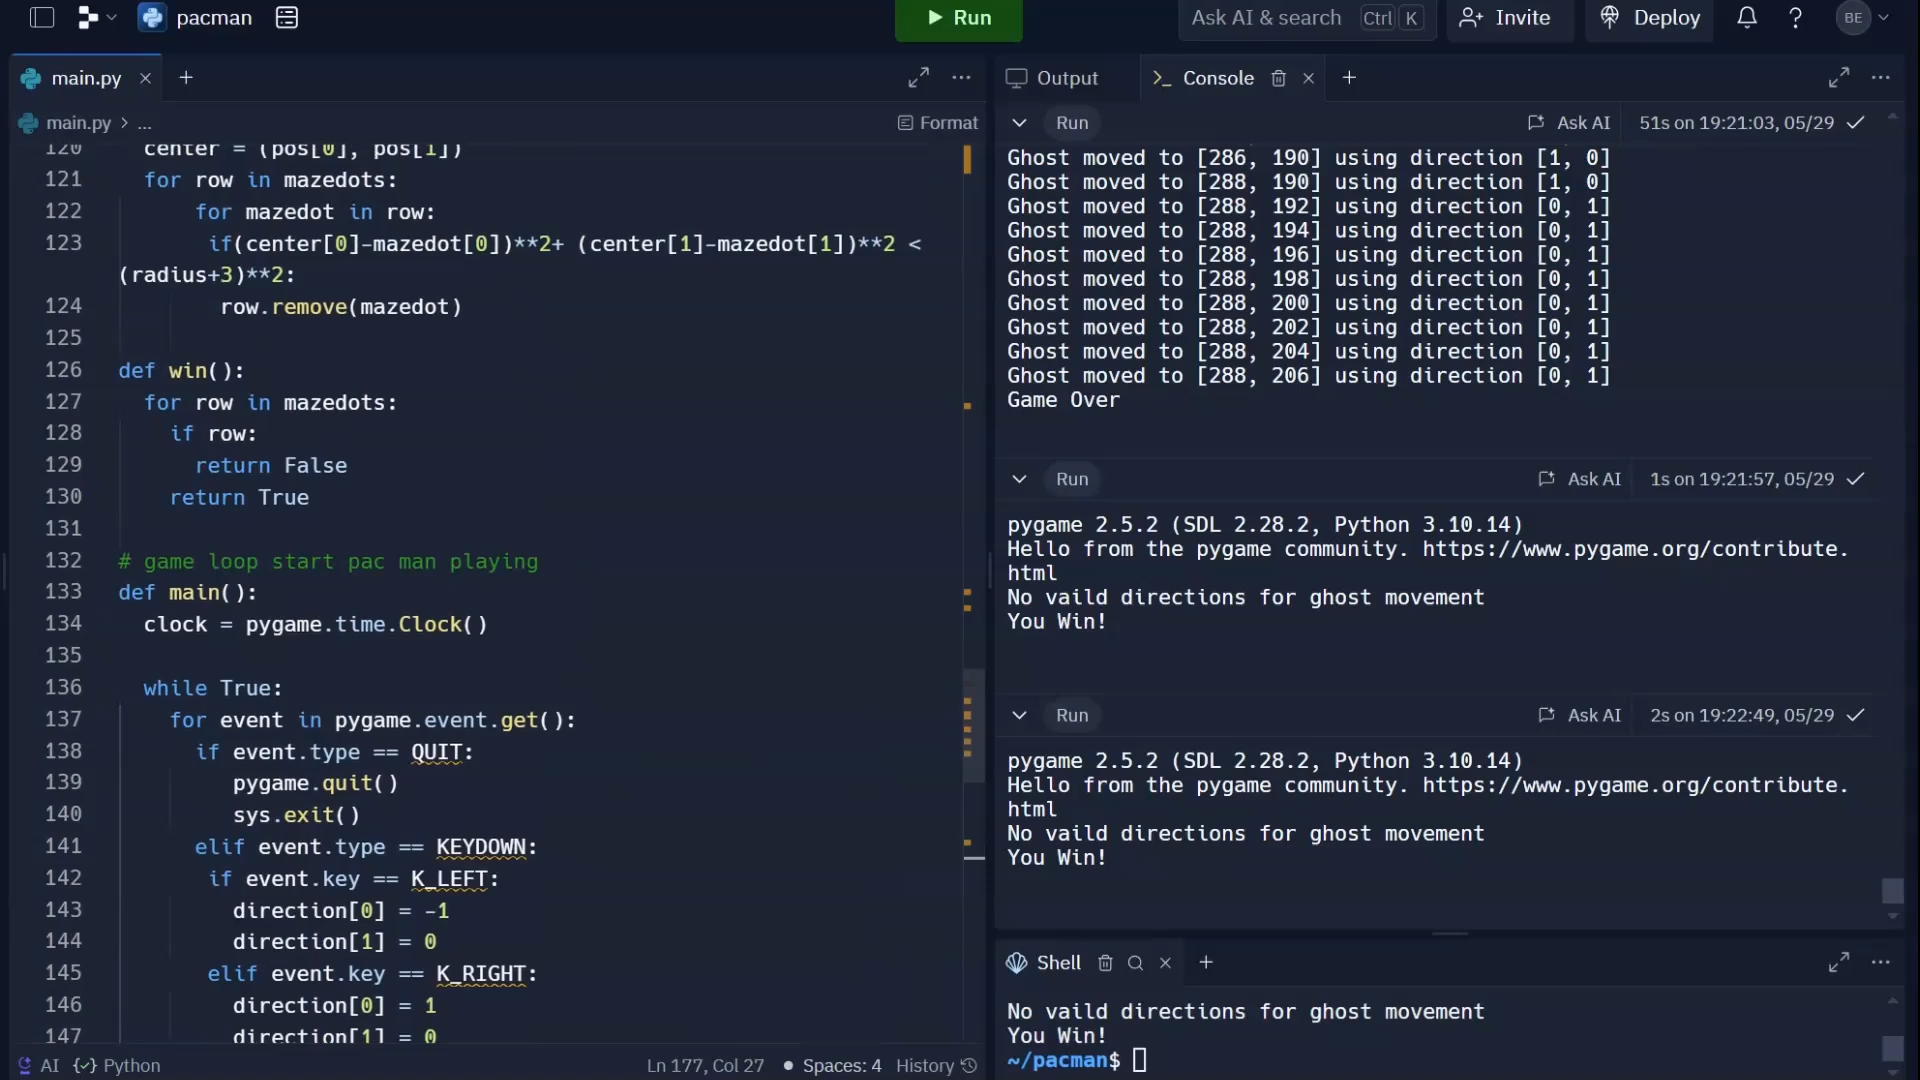 pacman
Run
Ask AI & search Ctrl K
Invite
Deploy
BE
main.py
main.py > ...
Format
120 center = (pos[0], pos[1])
121 for row in mazedots:
122 for mazedot in row:
123 if(center[0]-mazedot[0])**2+ (center[1]-mazedot[1])**2 <
(radius+3)**2:
124 row.remove(mazedot)
125
126 def win():
127 for row in mazedots:
128 if row:
129 return False
130 return True
131
132 # game loop start pac man playing
133 def main():
134 clock = pygame.time.Clock()
135
136 while True:
137 for event in pygame.event.get():
138 if event.type == QUIT:
139 pygame.quit()
140 sys.exit()
141 elif event.type == KEYDOWN:
142 if event.key == K_LEFT:
143 direction[0] = -1
144 direction[1] = 0
145 elif event.key == K_RIGHT:
146 direction[0] = 1
147 direction[1] = 0
AI {} Python
Ln 177, Col 27 Spaces: 4 History
Output
Console
Run Ask AI 51s on 19:21:03, 05/29
Ghost moved to [286, 190] using direction [1, 0]
Ghost moved to [288, 190] using direction [1, 0]
Ghost moved to [288, 192] using direction [0, 1]
Ghost moved to [288, 194] using direction [0, 1]
Ghost moved to [288, 196] using direction [0, 1]
Ghost moved to [288, 198] using direction [0, 1]
Ghost moved to [288, 200] using direction [0, 1]
Ghost moved to [288, 202] using direction [0, 1]
Ghost moved to [288, 204] using direction [0, 1]
Ghost moved to [288, 206] using direction [0, 1]
Game Over
Run Ask AI 1s on 19:21:57, 05/29
pygame 2.5.2 (SDL 2.28.2, Python 3.10.14)
Hello from the pygame community. https://www.pygame.org/contribute.
html
No vaild directions for ghost movement
You Win!
Run Ask AI 2s on 19:22:49, 05/29
pygame 2.5.2 (SDL 2.28.2, Python 3.10.14)
Hello from the pygame community. https://www.pygame.org/contribute.
html
No vaild directions for ghost movement
You Win!
Shell
No vaild directions for ghost movement
You Win!
~/pacman$